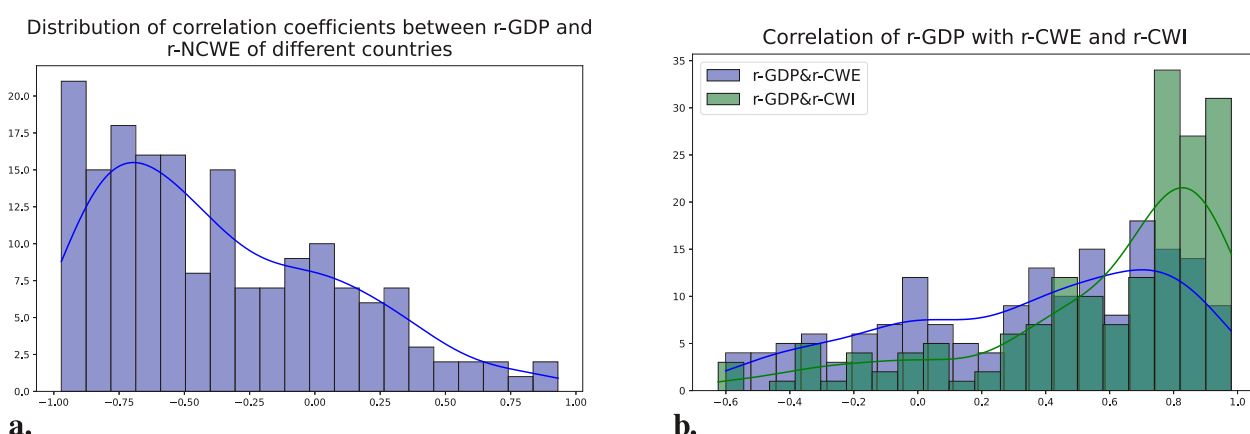 Distribution of correlation coefficients between r-GDP and
r-NCWE of different countries
20.0
17.5
15.0
12.5
10.0
7.5
5.0
2.5
0.0
−1.00 −0.75 −0.50 −0.25 0.00 0.25 0.50 0.75 1.00
a.
Correlation of r-GDP with r-CWE and r-CWI
r-GDP&r-CWE
r-GDP&r-CWI
35
30
25
20
15
10
5
0
−0.6 −0.4 −0.2 0.0 0.2 0.4 0.6 0.8 1.0
b.